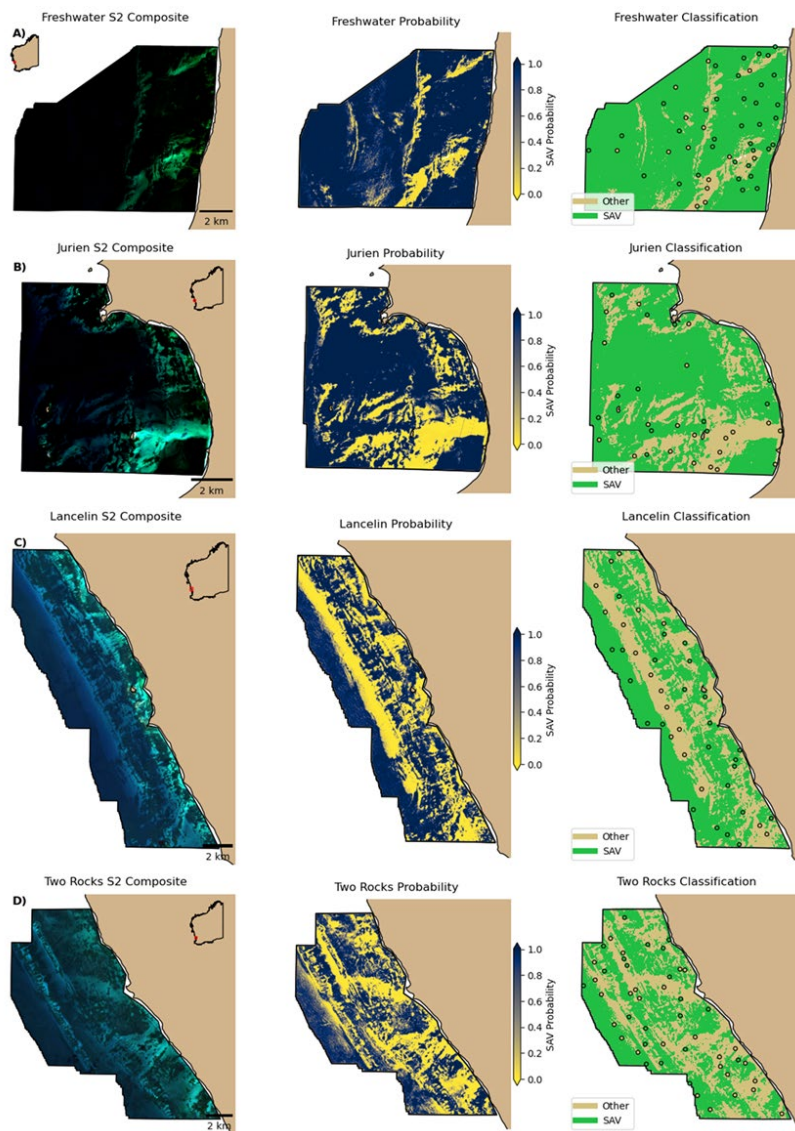 Freshwater S2 Composite
Freshwater Probability
Freshwater Classification
A)
1.0
0.8
0.6
0.4
0.2
0.0
SAV Probability
Other
SAV
2 km
Jurien S2 Composite
Jurien Probability
Jurien Classification
B)
1.0
0.8
0.6
0.4
0.2
0.0
SAV Probability
Other
SAV
2 km
Lancelin S2 Composite
Lancelin Probability
Lancelin Classification
C)
1.0
0.8
0.6
0.4
0.2
0.0
SAV Probability
Other
SAV
2 km
Two Rocks S2 Composite
Two Rocks Probability
Two Rocks Classification
D)
1.0
0.8
0.6
0.4
0.2
0.0
SAV Probability
Other
SAV
2 km